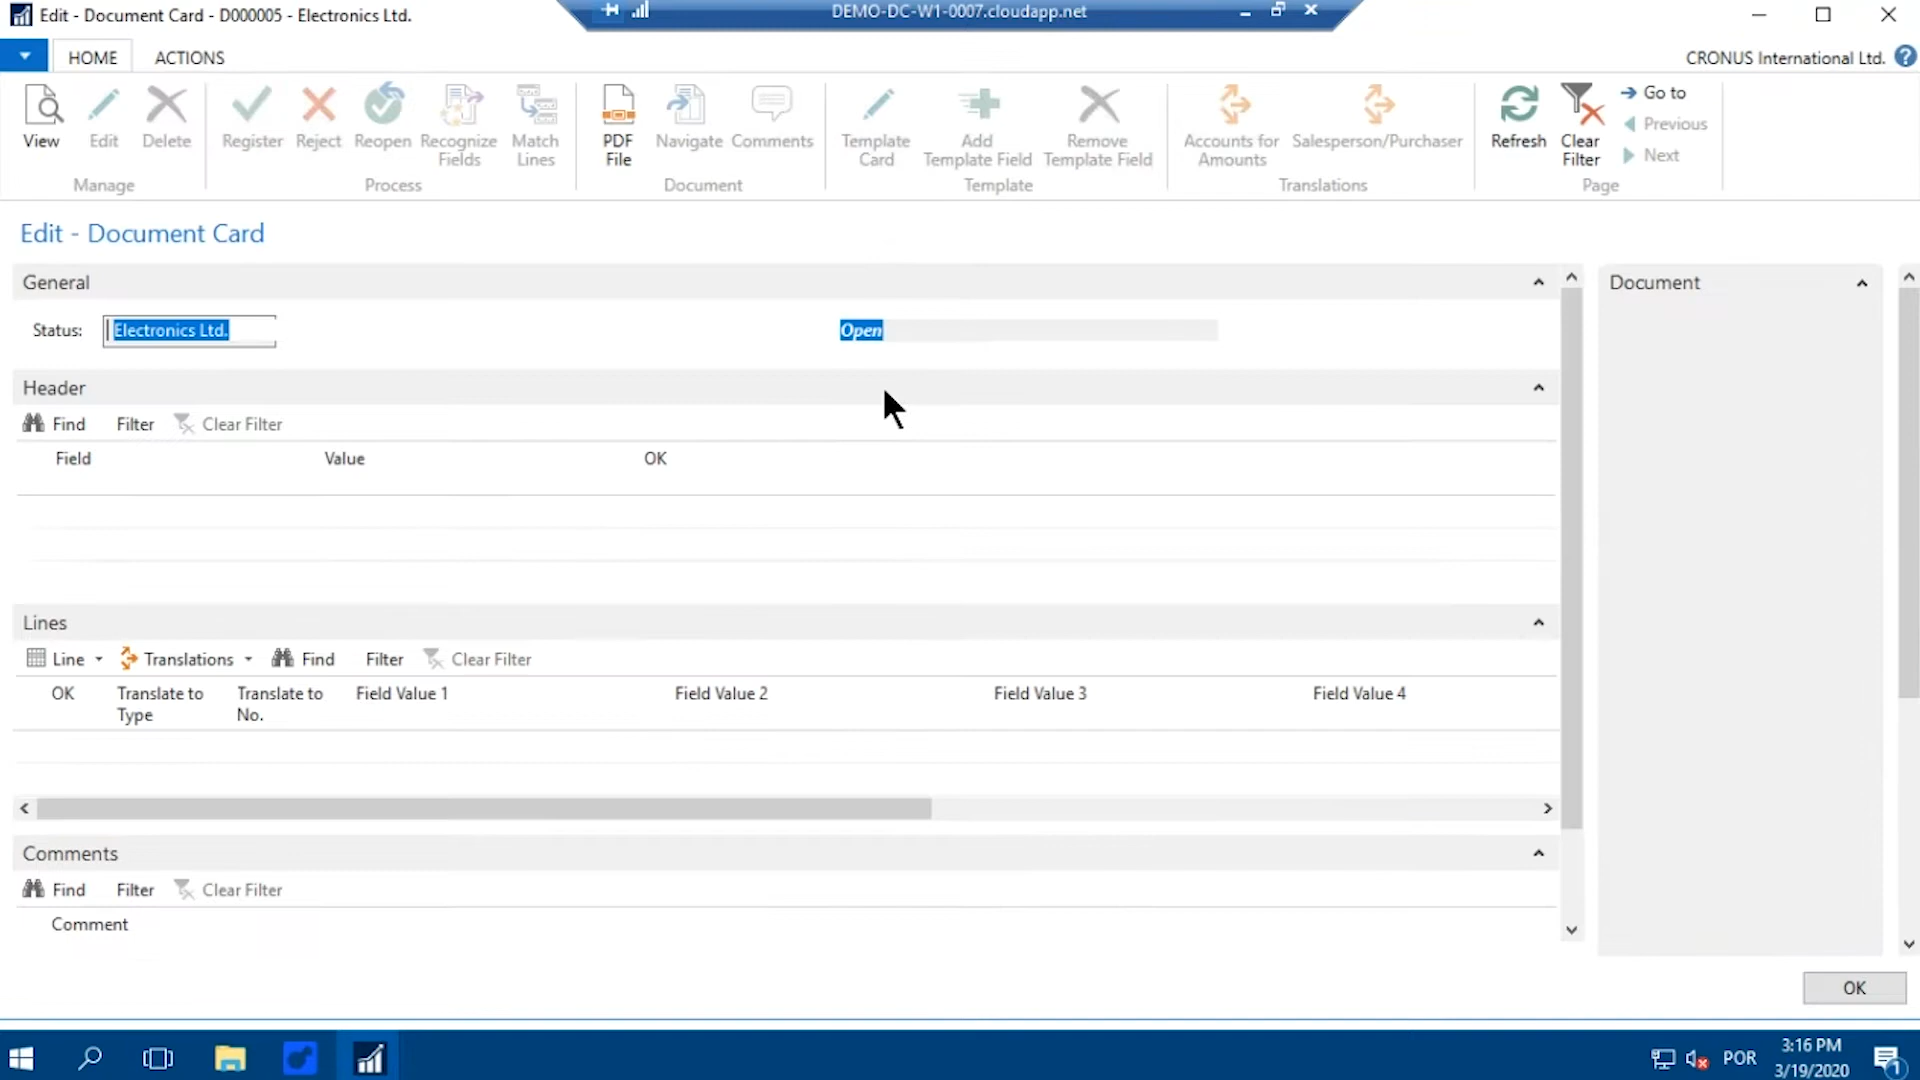 Edit - Document Card - D000005 - Electronics Ltd.
DEMO-DC-W1-0007.cloudapp.net
HOME ACTIONS
CRONUS International Ltd.
View Edit Delete
Manage
Register Reject Reopen Recognize Fields Match Lines
Process
PDF File Navigate Comments
Document
Template Card Add Template Field Remove Template Field
Template
Accounts for Amounts Salesperson/Purchaser
Translations
Refresh Clear Filter Go to Previous Next
Page
Edit - Document Card
General
Status: Electronics Ltd. Open
Header
Find Filter Clear Filter
Field Value OK
Lines
Line Translations Find Filter Clear Filter
OK Translate to Type Translate to No. Field Value 1 Field Value 2 Field Value 3 Field Value 4
Comments
Find Filter Clear Filter
Comment
Document
OK
POR
3:16 PM
3/19/2020
1